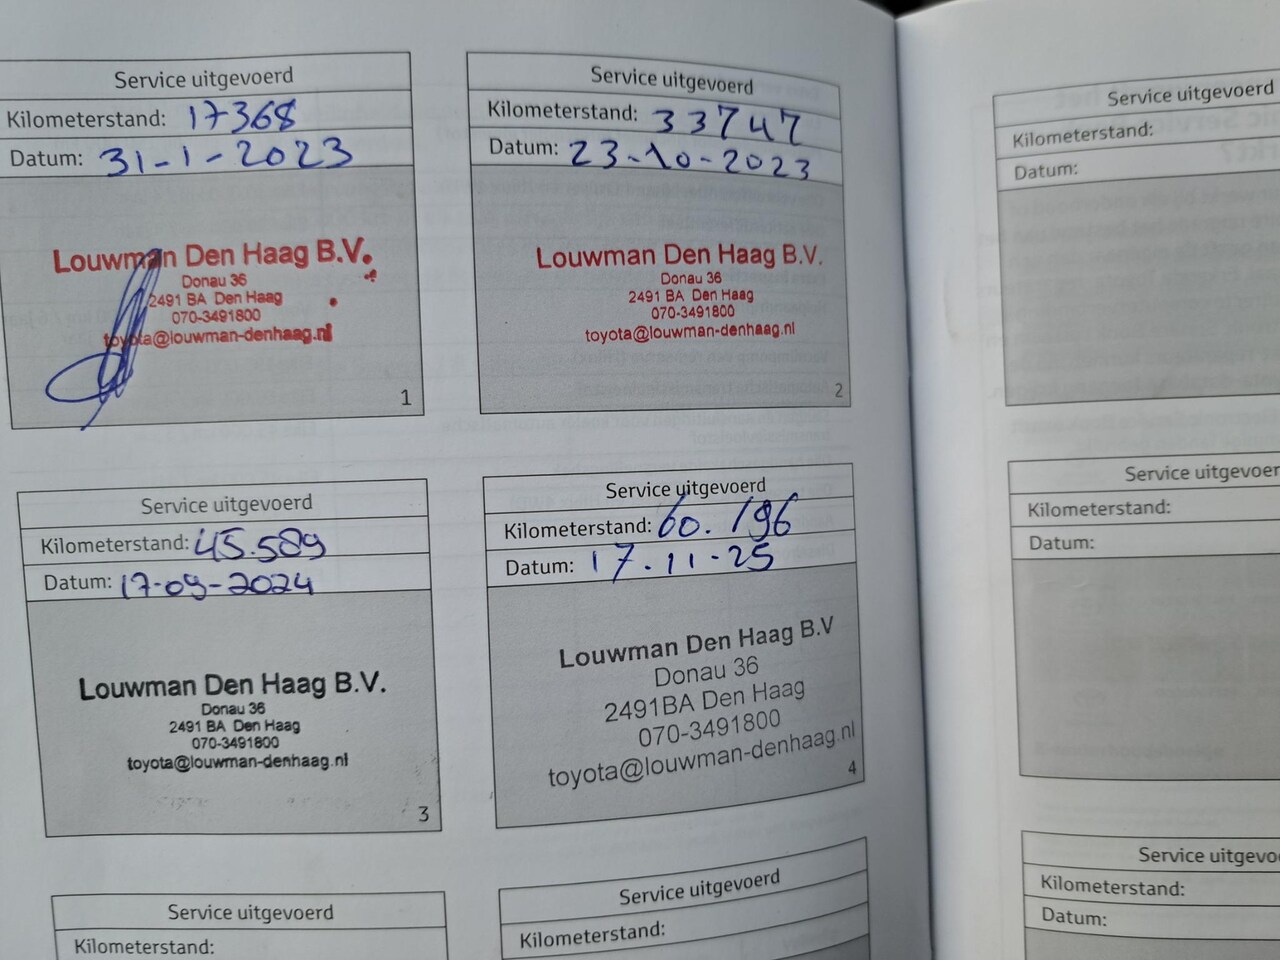 Service uitgevoerd
Kilometerstand: 17368
Datum: 31-1-2023
Louwman Den Haag B.V.
Donau 36
2491 BA Den Haag
070-3491800
toyota@louwman-denhaag.nl
1
Service uitgevoerd
Kilometerstand: 33747
Datum: 23-10-2023
Louwman Den Haag B.V.
Donau 36
2491 BA Den Haag
070-3491800
toyota@louwman-denhaag.nl
2
Service uitgevoerd
Kilometerstand: 45.589
Datum: 17-09-2024
Louwman Den Haag B.V.
Donau 36
2491 BA Den Haag
070-3491800
toyota@louwman-denhaag.nl
3
Service uitgevoerd
Kilometerstand: 60.196
Datum: 17.11-25
Louwman Den Haag B.V
Donau 36
2491BA Den Haag
070-3491800
toyota@louwman-denhaag.nl
4
Service uitgevoerd
Kilometerstand:
Service uitgevoerd
Kilometerstand:
Service uitgevoerd
Kilometerstand:
Datum:
Service uitgevoer
Kilometerstand:
Datum:
Service uitgevo
Kilometerstand:
Datum: